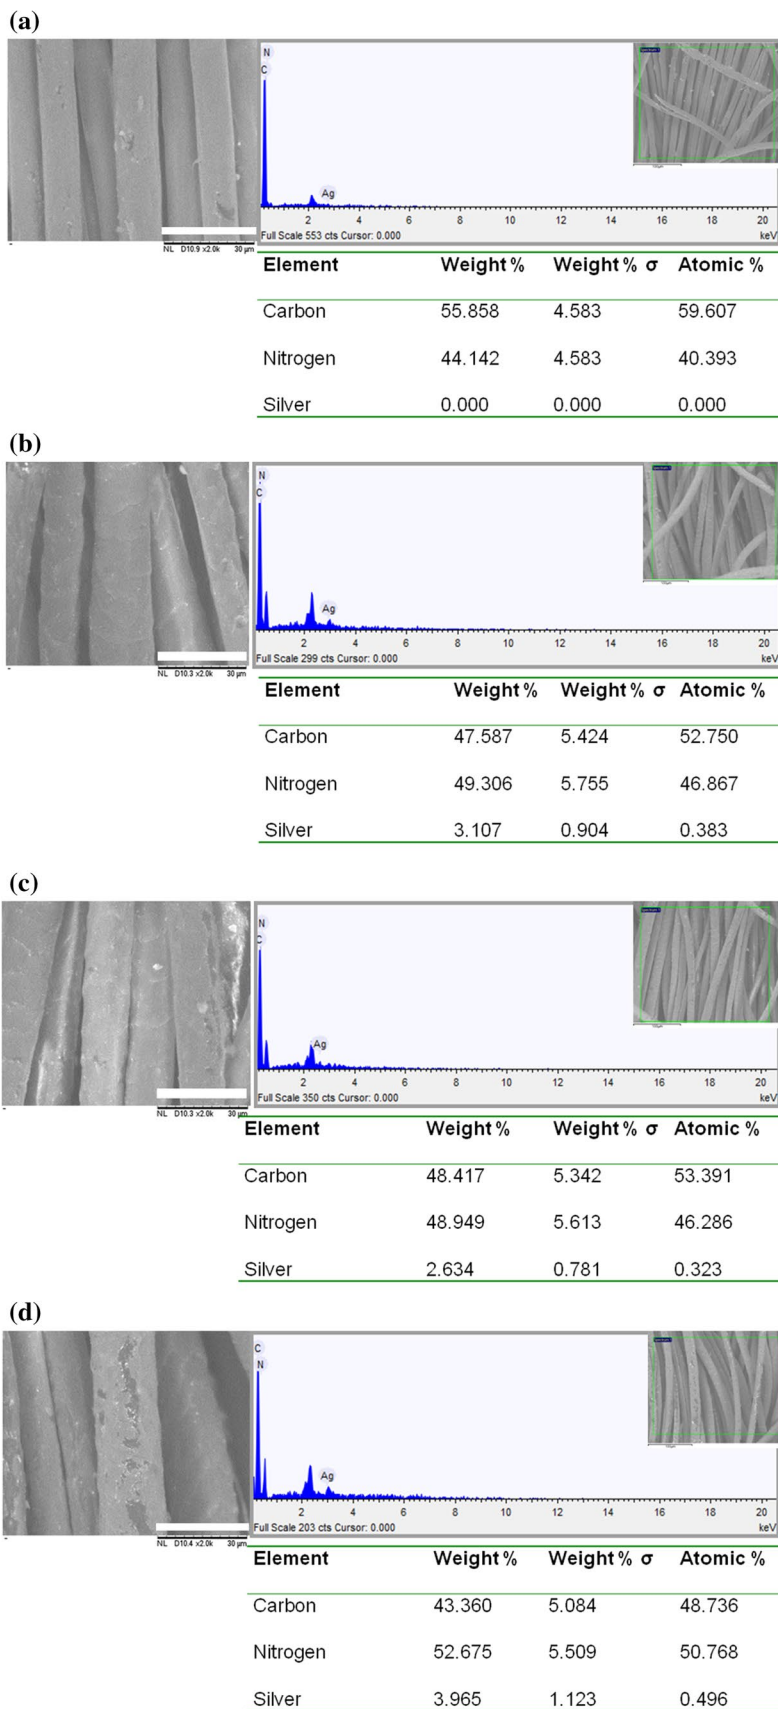 (a)
N
C
Ag
2 4 6 8 10 12 14 16 18 20
Full Scale 553 cts Cursor: 0.000 keV
NL D10.9 x2.0k 30 µm
Element Weight % Weight % σ Atomic %
Carbon 55.858 4.583 59.607
Nitrogen 44.142 4.583 40.393
Silver 0.000 0.000 0.000
(b)
N
C
Ag
2 4 6 8 10 12 14 16 18 20
Full Scale 299 cts Cursor: 0.000 keV
NL D10.3 x2.0k 30 µm
Element Weight % Weight % σ Atomic %
Carbon 47.587 5.424 52.750
Nitrogen 49.306 5.755 46.867
Silver 3.107 0.904 0.383
(c)
N
C
Ag
2 4 6 8 10 12 14 16 18 20
Full Scale 350 cts Cursor: 0.000 keV
NL D10.3 x2.0k 30 µm
Element Weight % Weight % σ Atomic %
Carbon 48.417 5.342 53.391
Nitrogen 48.949 5.613 46.286
Silver 2.634 0.781 0.323
(d)
C
N
Ag
2 4 6 8 10 12 14 16 18 20
Full Scale 203 cts Cursor: 0.000 keV
NL D10.4 x2.0k 30 µm
Element Weight % Weight % σ Atomic %
Carbon 43.360 5.084 48.736
Nitrogen 52.675 5.509 50.768
Silver 3.965 1.123 0.496